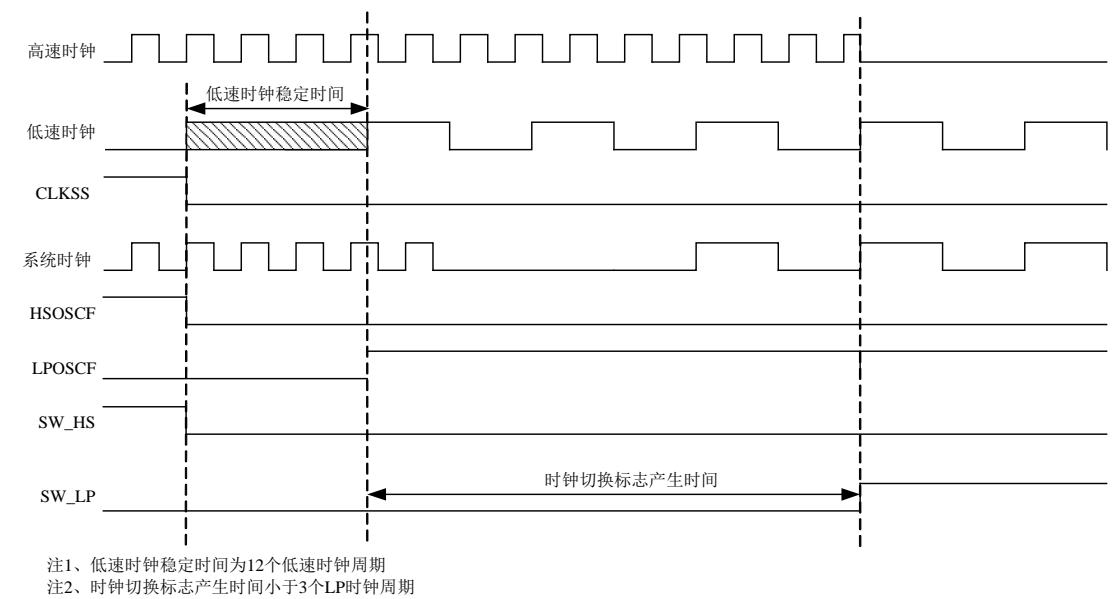 高速时钟
低速时钟稳定时间
低速时钟
CLKSS
系统时钟
HSOSCF
LPOSCF
SW_HS
时钟切换标志产生时间
SW_LP
注1、低速时钟稳定时间为12个低速时钟周期
注2、时钟切换标志产生时间小于3个LP时钟周期